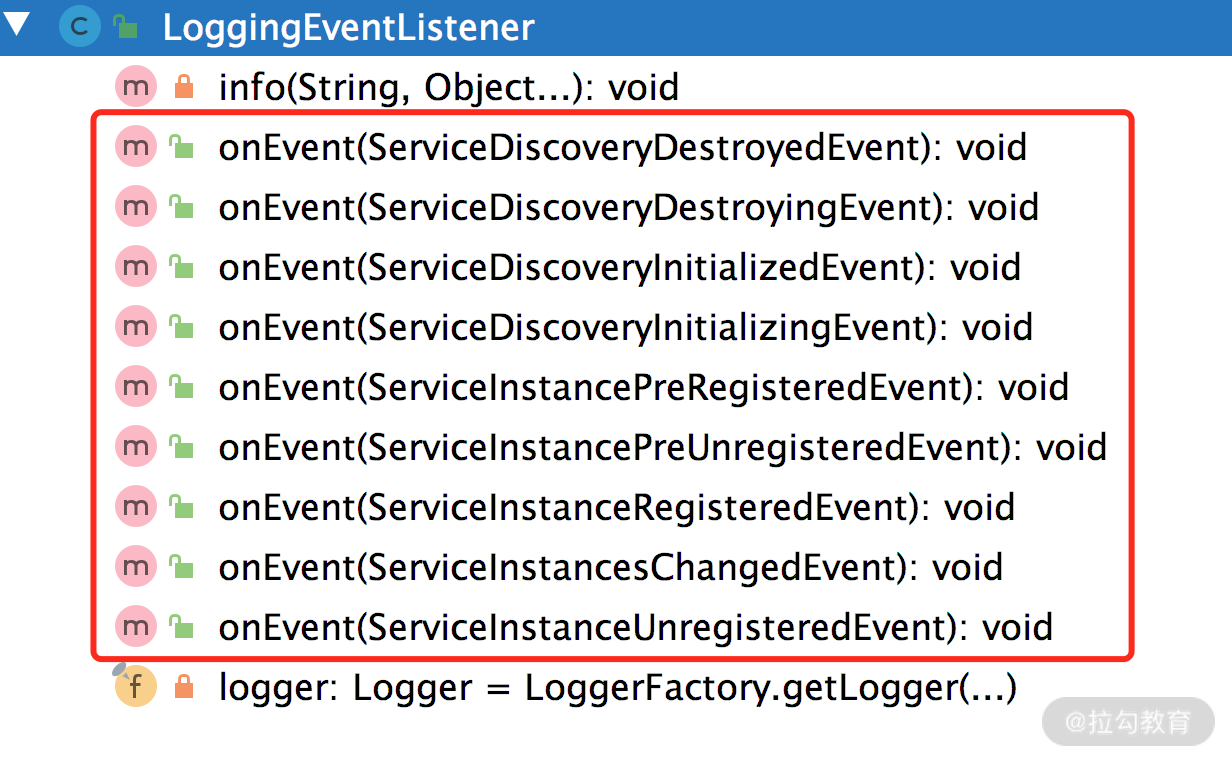 C LoggingEventListener
m info(String, Object...): void
m onEvent(ServiceDiscoveryDestroyedEvent): void
m onEvent(ServiceDiscoveryDestroyingEvent): void
m onEvent(ServiceDiscoveryInitializedEvent): void
m onEvent(ServiceDiscoveryInitializingEvent): void
m onEvent(ServiceInstancePreRegisteredEvent): void
m onEvent(ServiceInstancePreUnregisteredEvent): void
m onEvent(ServiceInstanceRegisteredEvent): void
m onEvent(ServiceInstancesChangedEvent): void
m onEvent(ServiceInstanceUnregisteredEvent): void
f logger: Logger = LoggerFactory.getLogger(...)
@拉勾教育